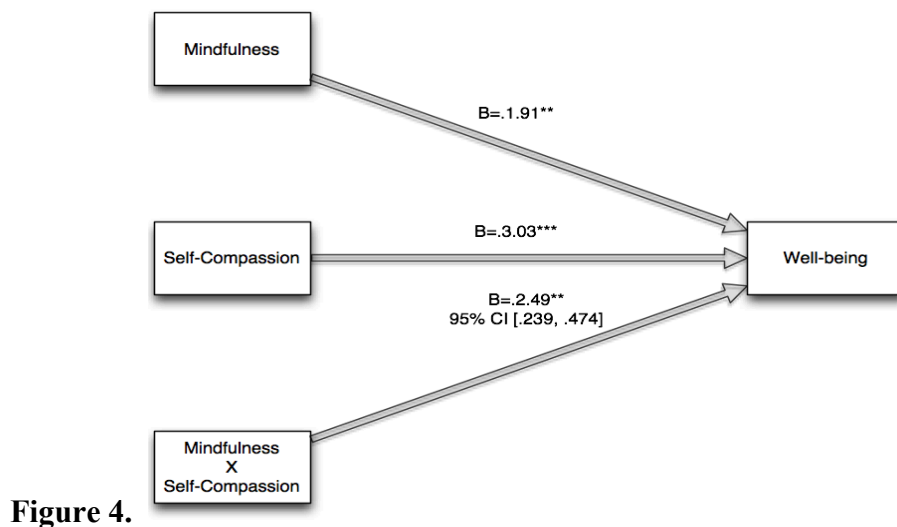 Mindfulness
B=.1.91**
Self-Compassion
B=.3.03***
Well-being
B=.2.49**
95% CI [.239, .474]
Mindfulness
X
Self-Compassion
Figure 4.